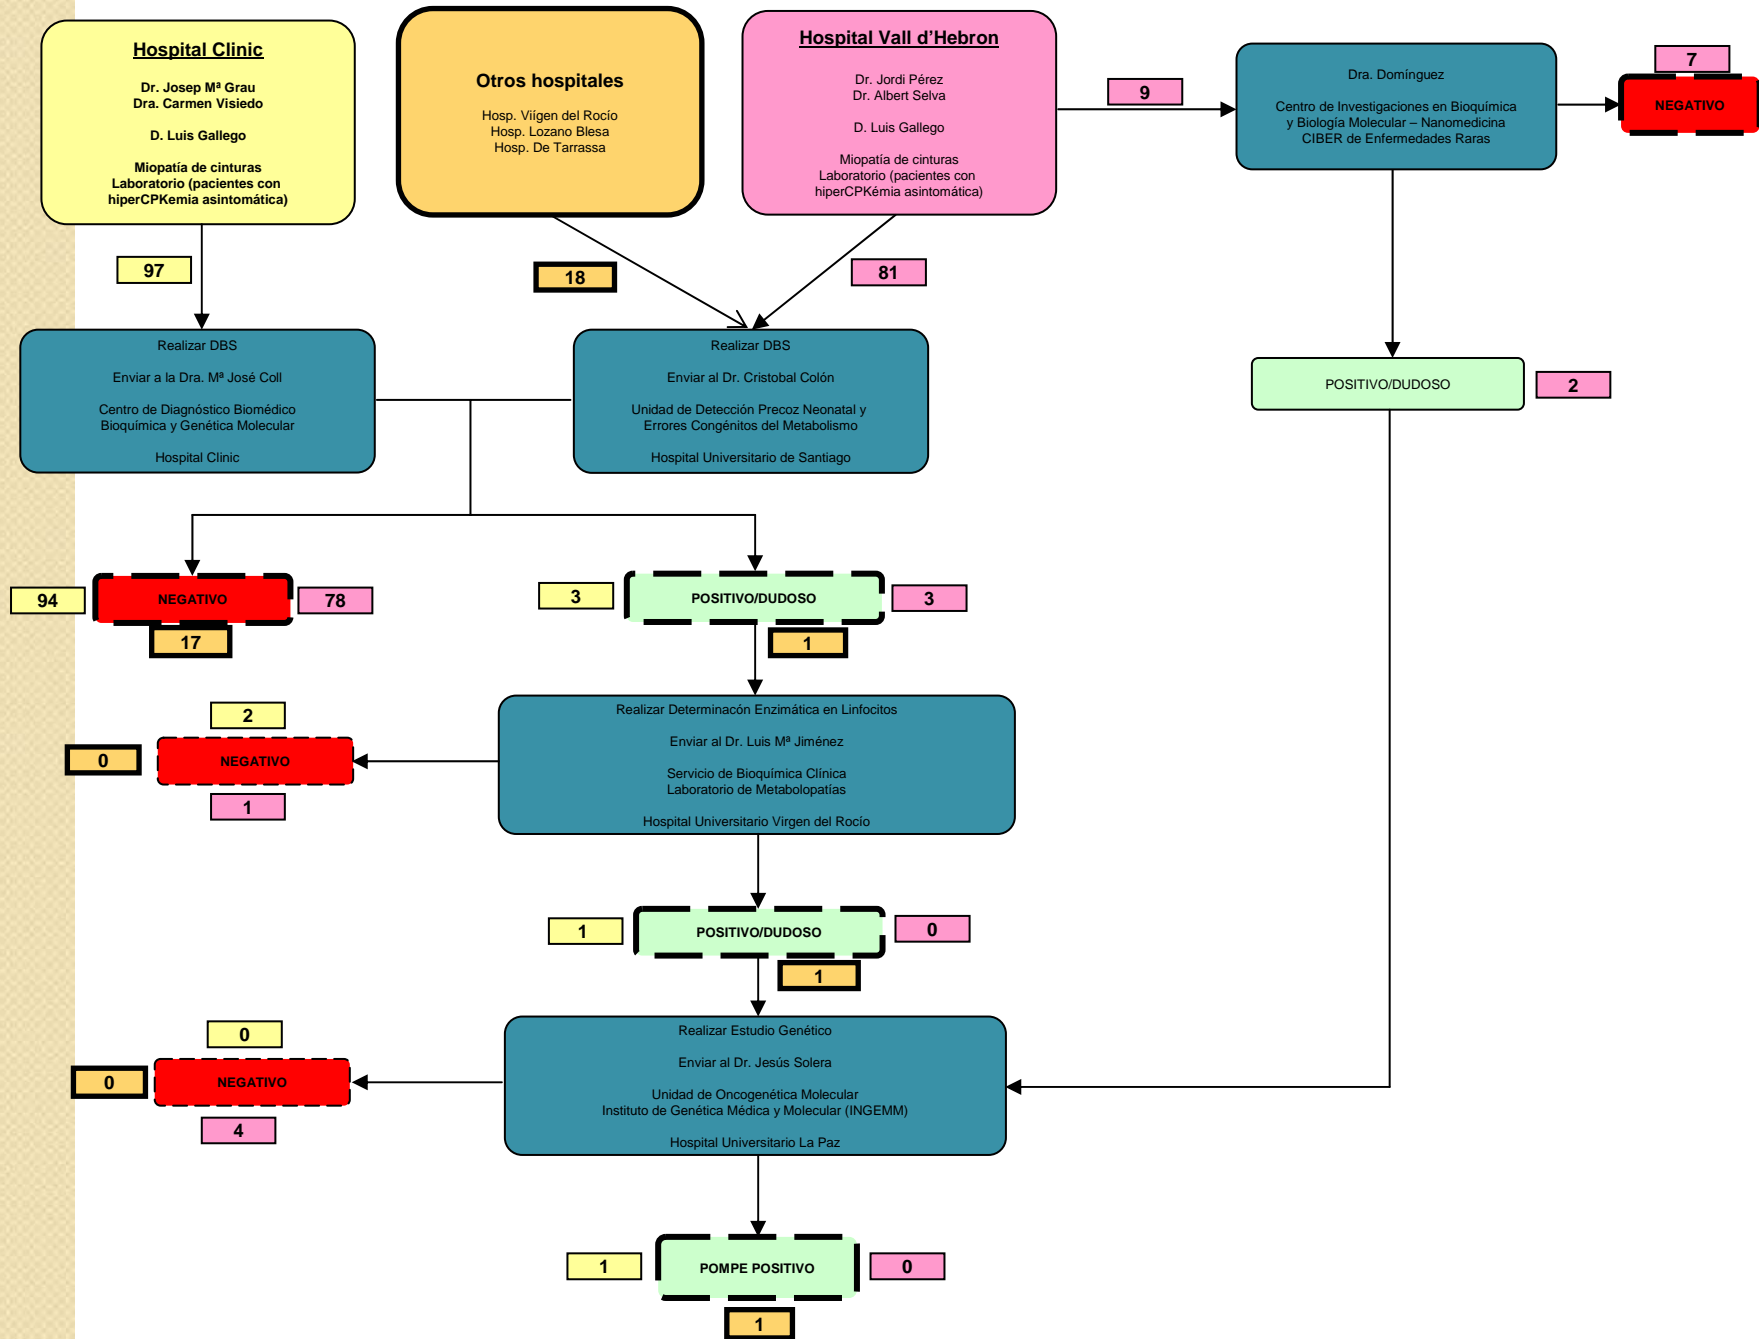 Hospital Clinic
Dr. Josep Mª Grau
Dra. Carmen Visiedo
D. Luis Gallego
Miopatía de cinturas
Laboratorio (pacientes con
hiperCPKemia asintomática)
Otros hospitales
Hosp. Viígen del Rocío
Hosp. Lozano Blesa
Hosp. De Tarrassa
Hospital Vall d'Hebron
Dr. Jordi Pérez
Dr. Albert Selva
D. Luis Gallego
Miopatía de cinturas
Laboratorio (pacientes con
hiperCPKémia asintomática)
9
Dra. Domínguez
Centro de Investigaciones en Bioquímica
y Biología Molecular – Nanomedicina
CIBER de Enfermedades Raras
7
NEGATIVO
97
18
81
Realizar DBS
Enviar a la Dra. Mª José Coll
Centro de Diagnóstico Biomédico
Bioquímica y Genética Molecular
Hospital Clinic
Realizar DBS
Enviar al Dr. Cristobal Colón
Unidad de Detección Precoz Neonatal y
Errores Congénitos del Metabolismo
Hospital Universitario de Santiago
POSITIVO/DUDOSO
2
94
NEGATIVO
78
17
3
POSITIVO/DUDOSO
3
1
2
0
NEGATIVO
1
Realizar Determinacón Enzimática en Linfocitos
Enviar al Dr. Luis Mª Jiménez
Servicio de Bioquímica Clínica
Laboratorio de Metabolopatías
Hospital Universitario Virgen del Rocío
1
POSITIVO/DUDOSO
0
1
0
0
NEGATIVO
4
Realizar Estudio Genético
Enviar al Dr. Jesús Solera
Unidad de Oncogenética Molecular
Instituto de Genética Médica y Molecular (INGEMM)
Hospital Universitario La Paz
1
POMPE POSITIVO
0
1